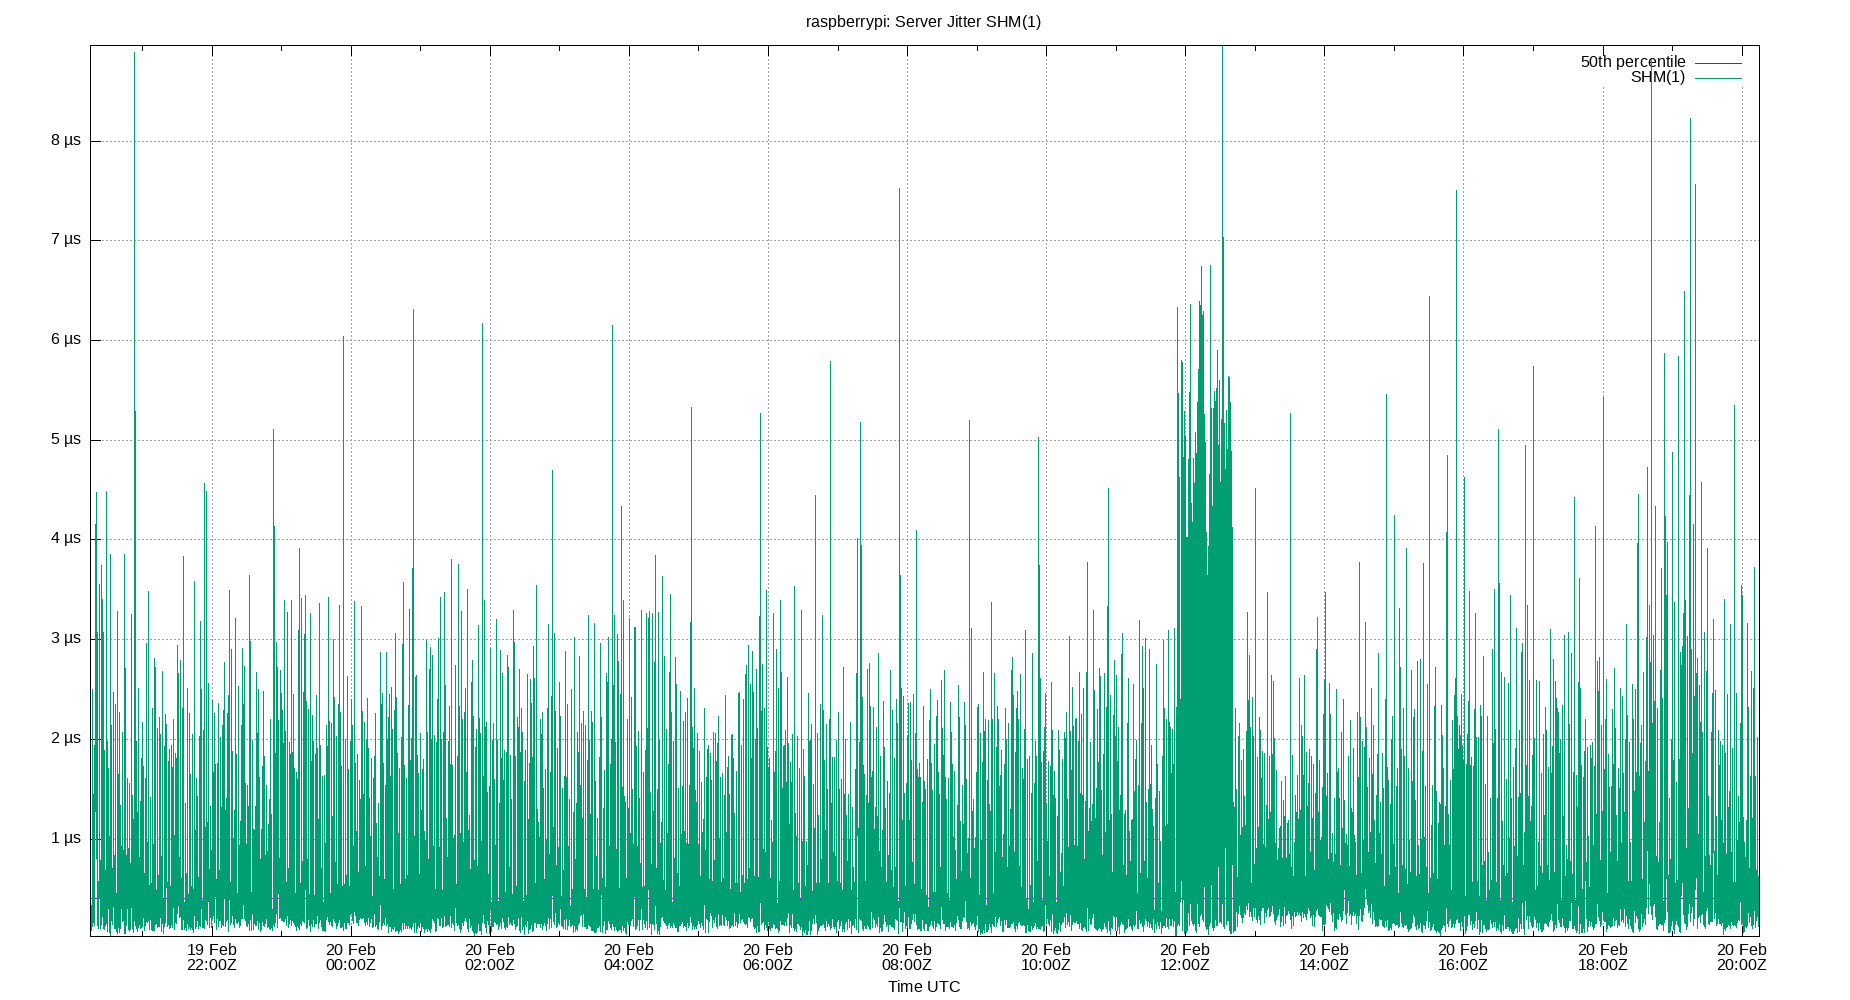 raspberrypi: Server Jitter SHM(1)
50th percentile
SHM(1)
8 µs
7 µs
6 µs
5 µs
4 µs
3 µs
2 µs
1 µs
19 Feb 20 Feb 20 Feb 20 Feb 20 Feb 20 Feb 20 Feb 20 Feb 20 Feb 20 Feb 20 Feb 20 Feb
22:00Z 00:00Z 02:00Z 04:00Z 06:00Z 08:00Z 10:00Z 12:00Z 14:00Z 16:00Z 18:00Z 20:00Z
Time UTC